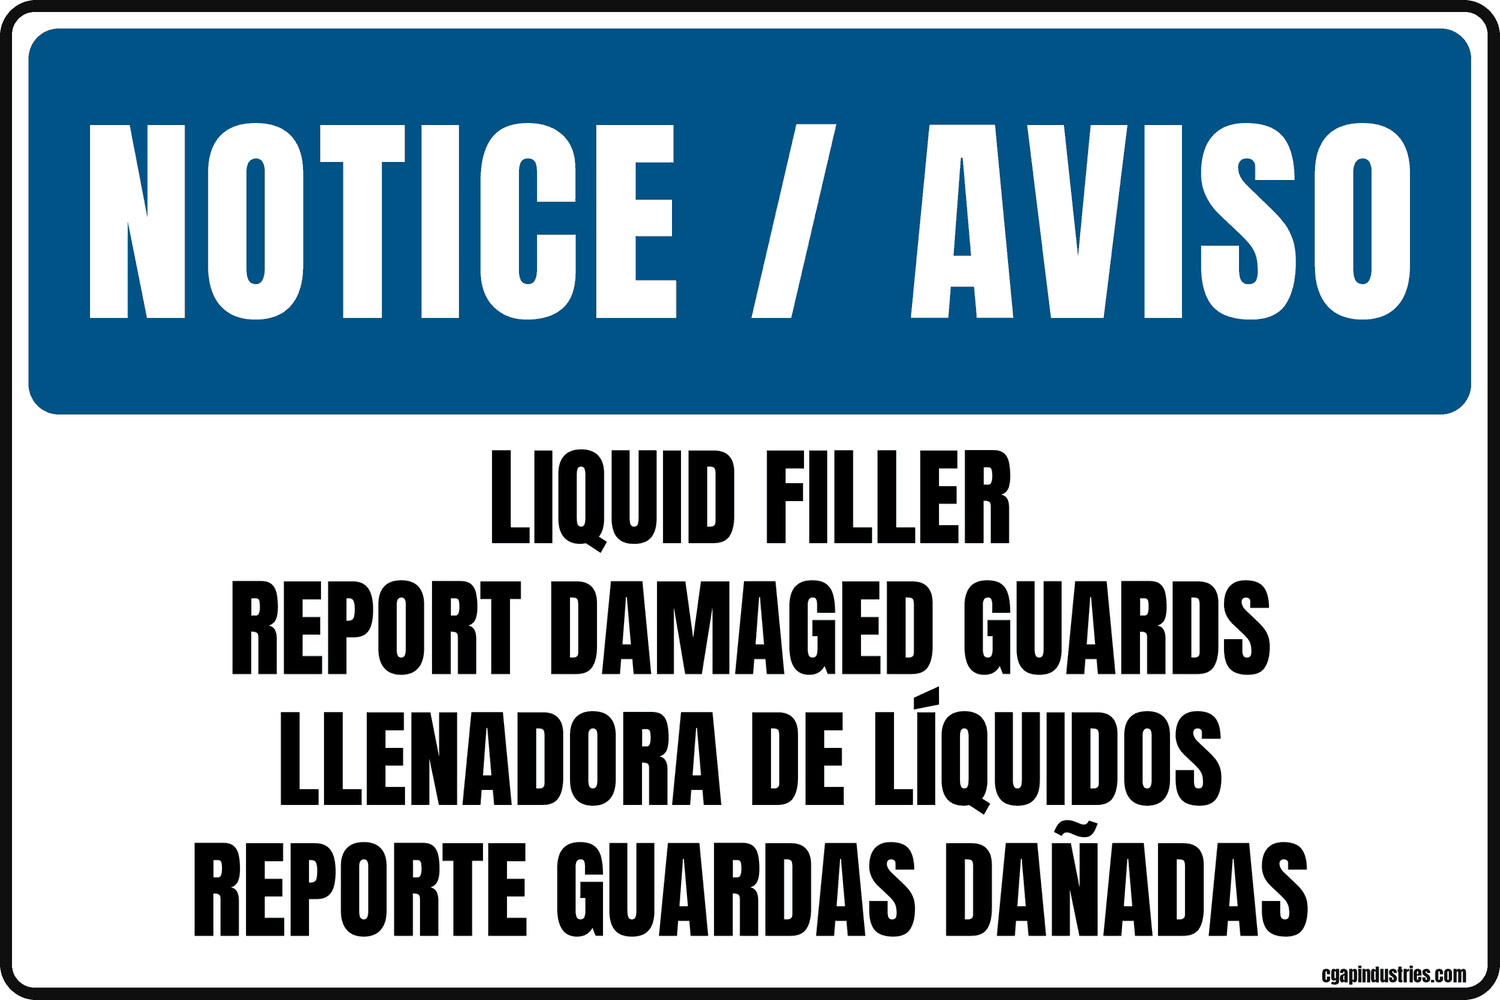 NOTICE / AVISO
LIQUID FILLER
REPORT DAMAGED GUARDS
LLENADORA DE LÍQUIDOS
REPORTE GUARDAS DAÑADAS
cgapindustries.com